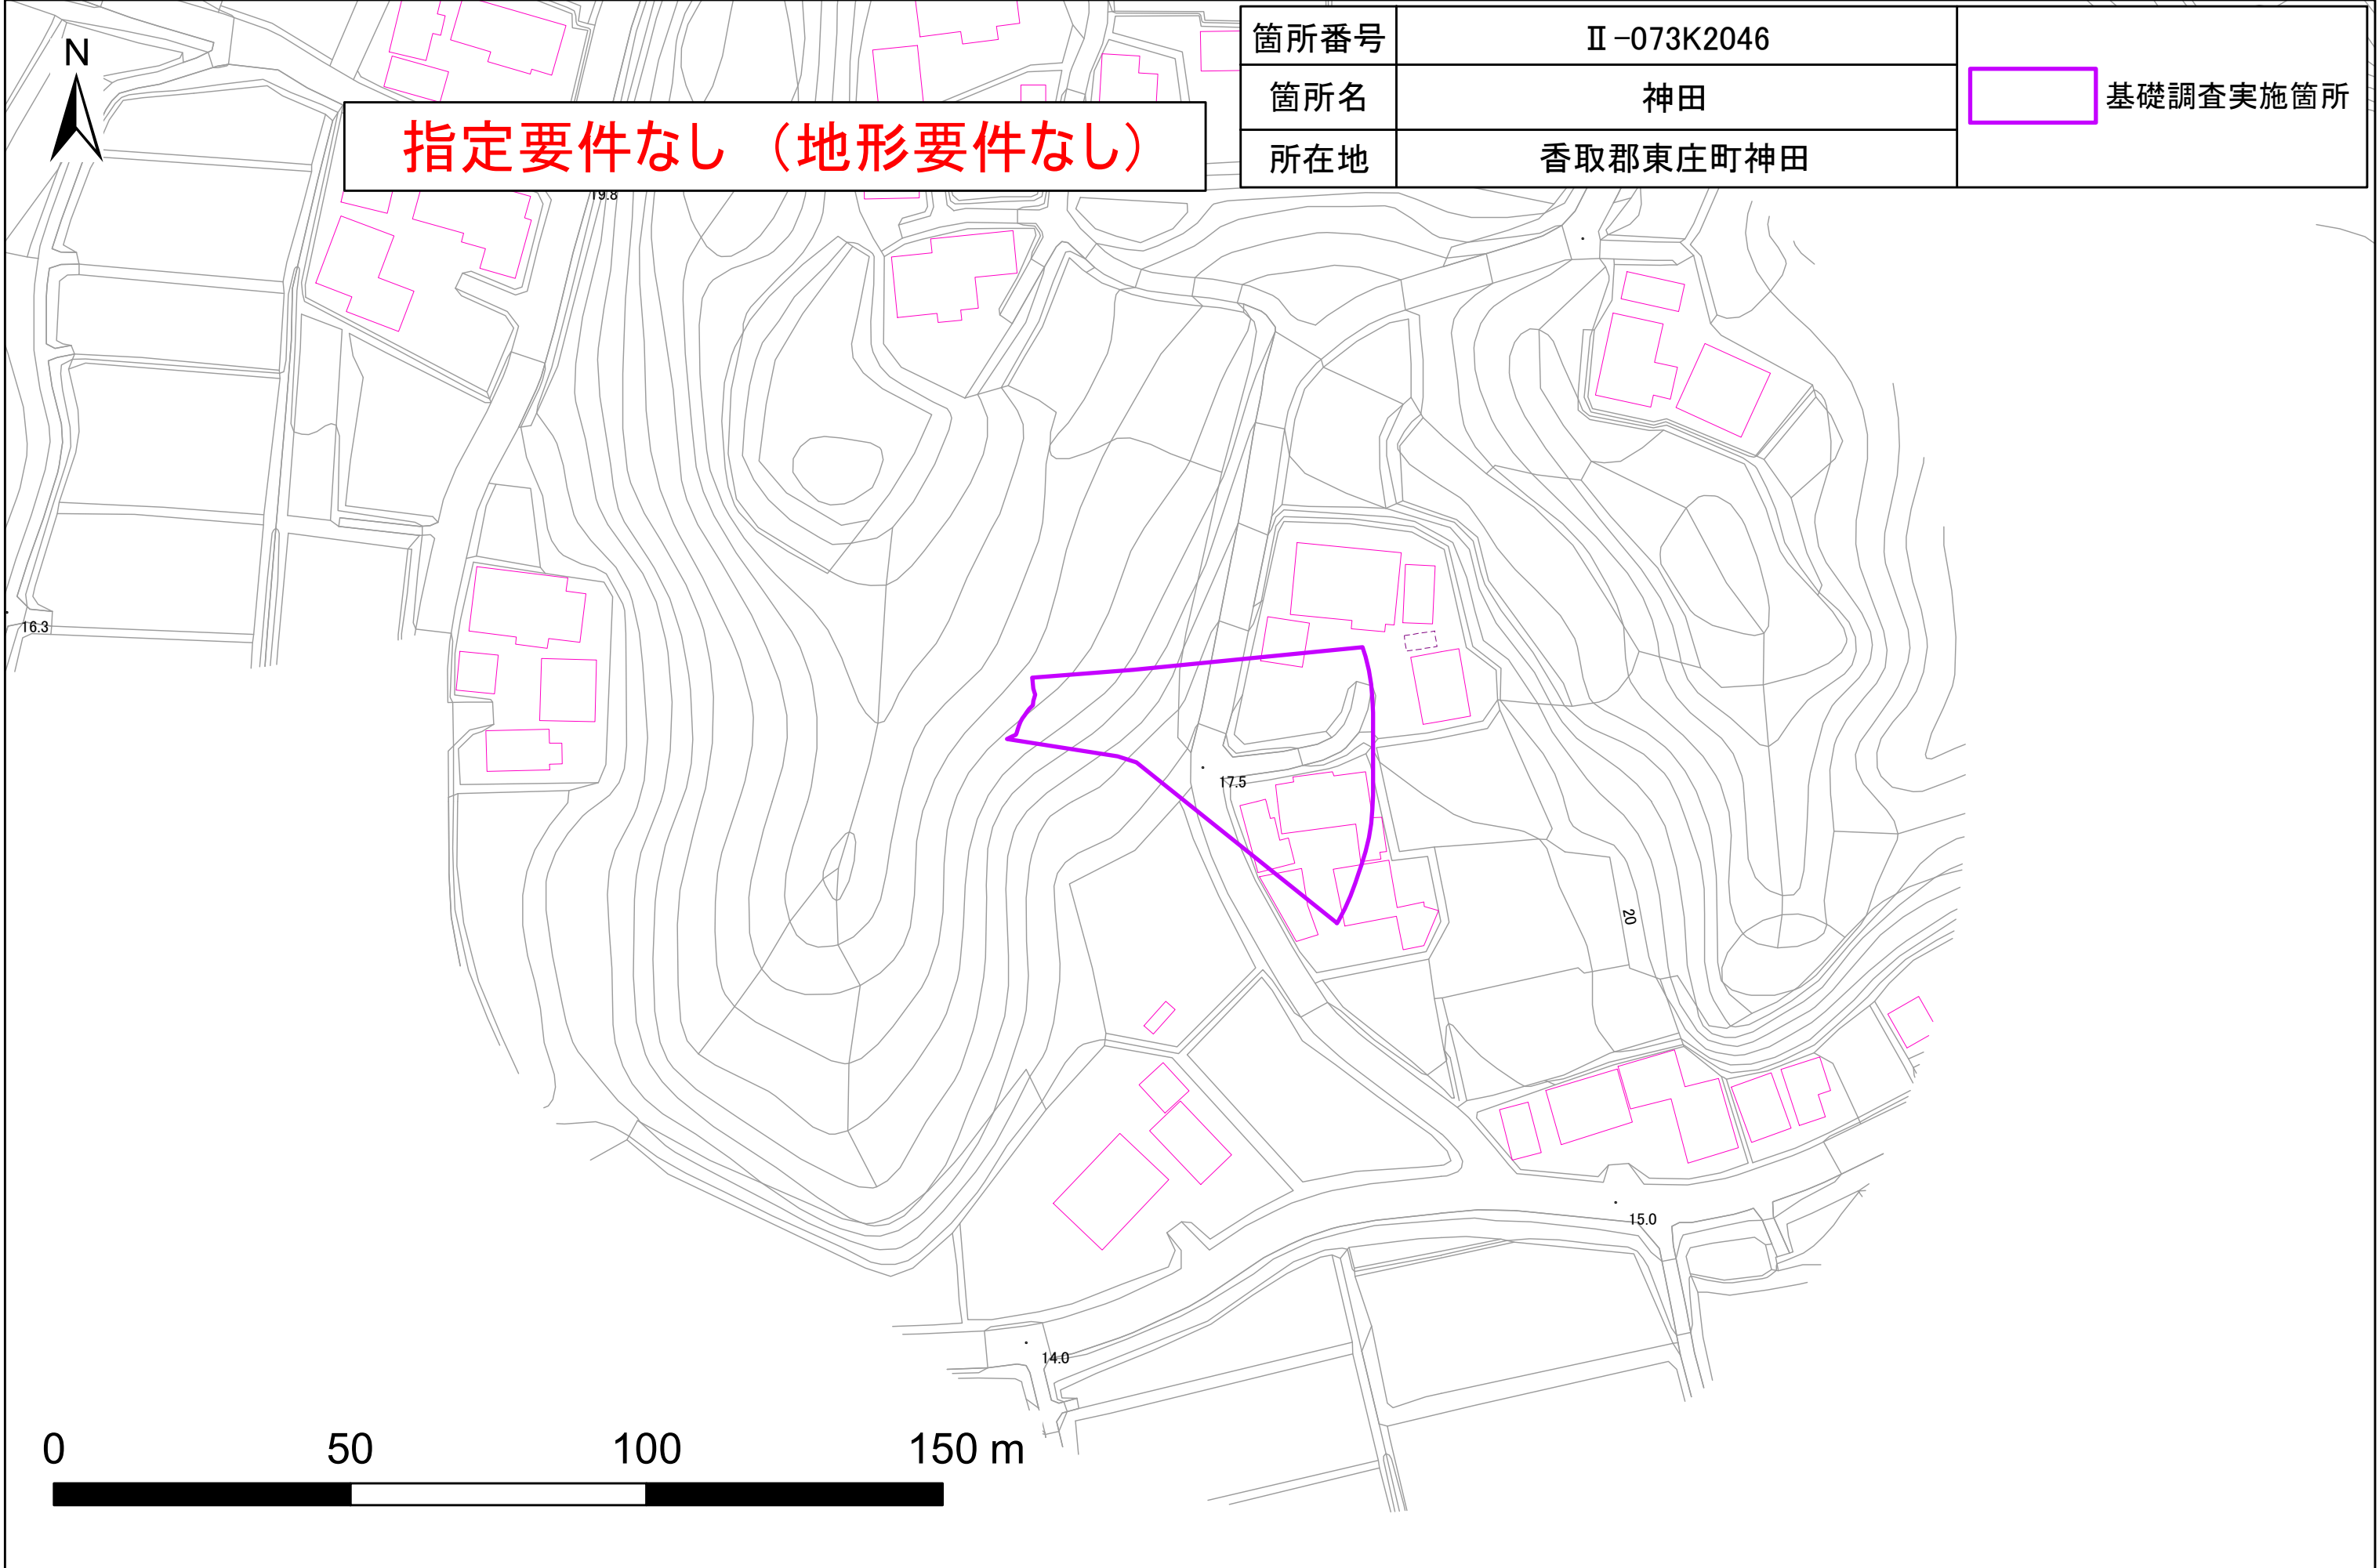 N
指定要件なし （地形要件なし）
箇所番号 Ⅱ-073K2046
箇所名 神田
所在地 香取郡東庄町神田
基礎調査実施箇所
19.8
16.3
17.5
20
15.0
14.0
0 50 100 150 m